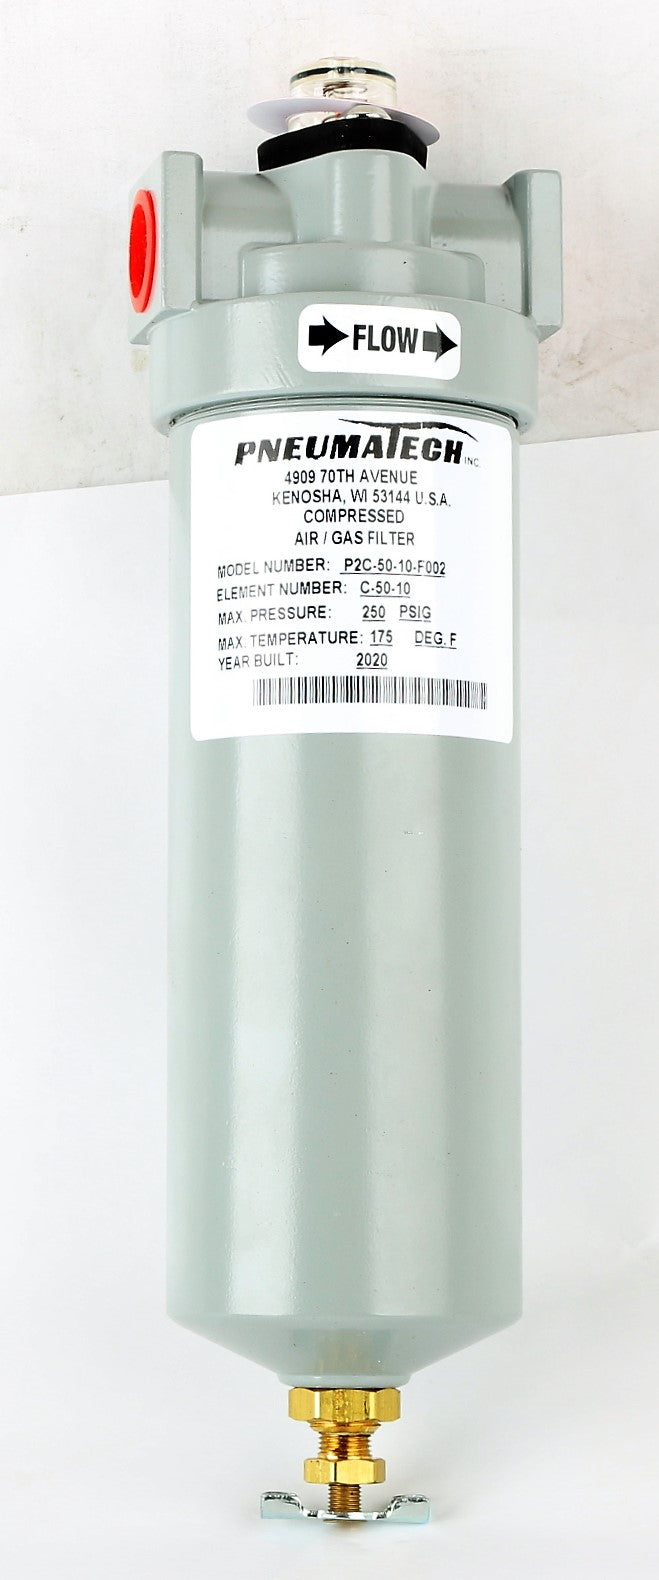 FLOW
PNEUMATECH INC.
4909 70TH AVENUE
KENOSHA, WI 53144 U.S.A.
COMPRESSED
AIR / GAS FILTER
MODEL NUMBER: P2C-50-10-F002
ELEMENT NUMBER: C-50-10
MAX. PRESSURE: 250 PSIG
MAX. TEMPERATURE: 175 DEG. F
YEAR BUILT: 2020